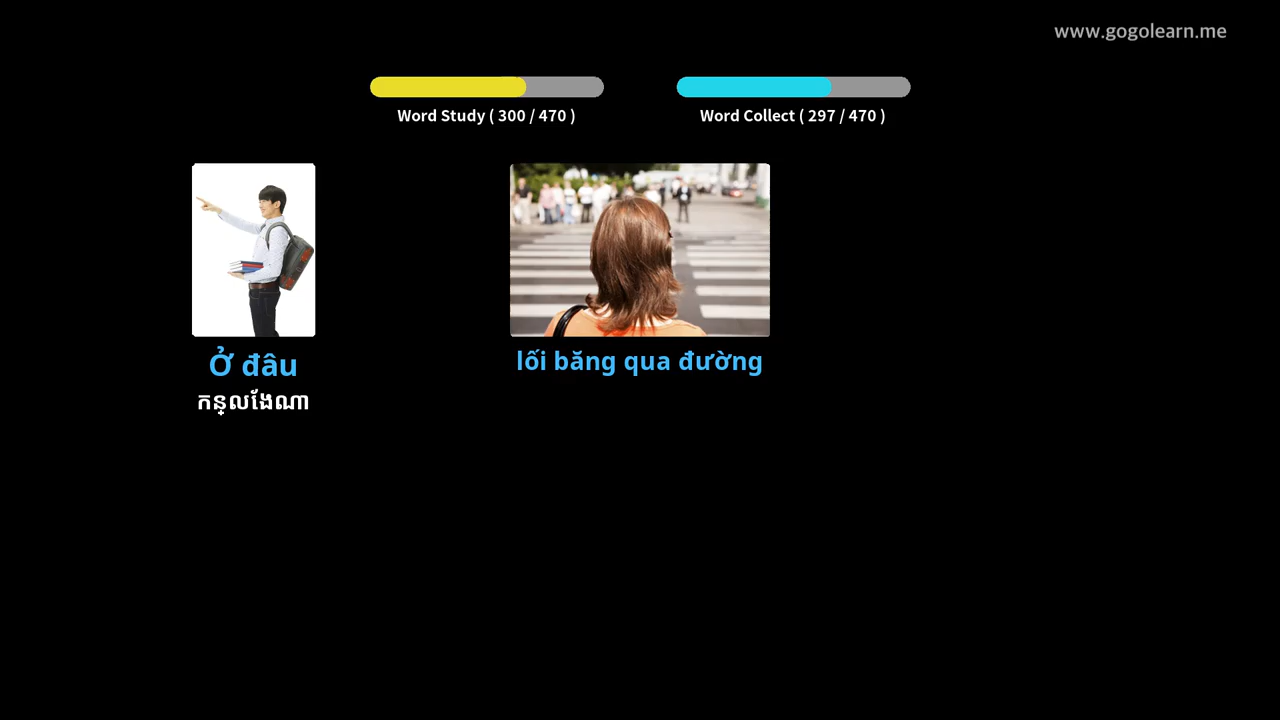 www.gogolearn.me
Word Study ( 300 / 470 )
Word Collect ( 297 / 470 )
Ở đâu
កន្លងែណា
lối băng qua đường